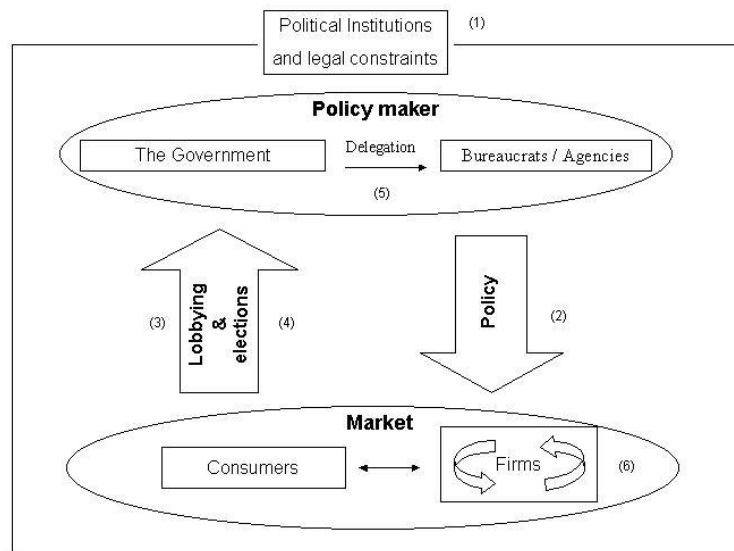 Political Institutions
and legal constraints
(1)
Policy maker
The Government
Delegation
Bureaucrats / Agencies
(5)
(3)
Lobbying
&
elections
(4)
Policy
(2)
Market
Consumers
Firms
(6)